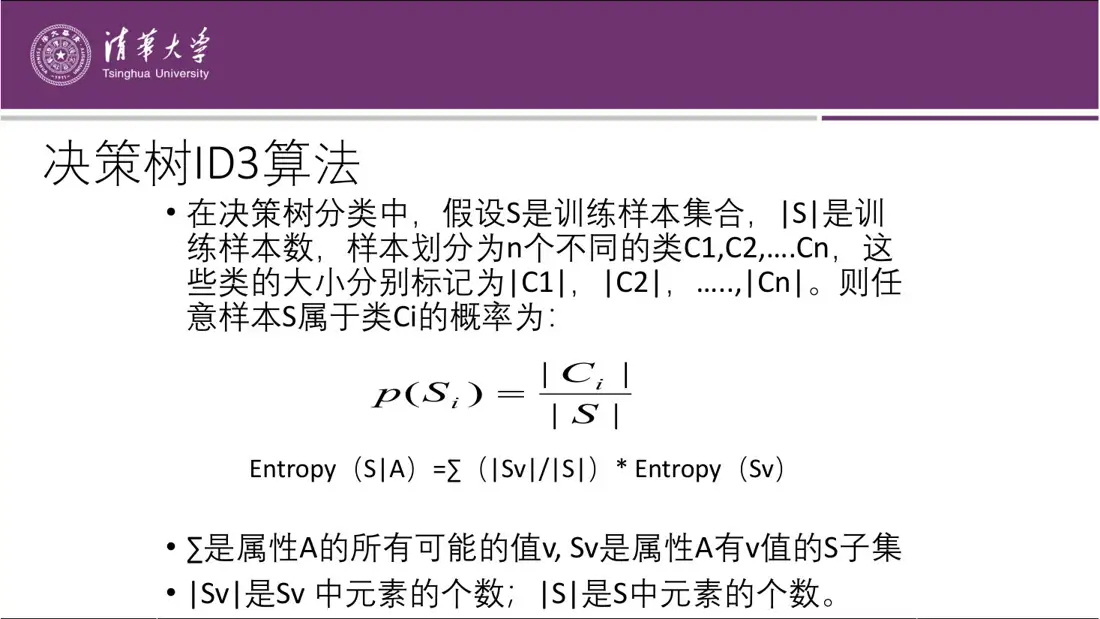 清华大学
Tsinghua University
决策树ID3算法
• 在决策树分类中，假设S是训练样本集合，|S|是训
练样本数，样本划分为n个不同的类C1,C2,....Cn，这
些类的大小分别标记为|C1|，|C2|，.....,|Cn|。则任
意样本S属于类Ci的概率为：
p(S_i) = |C_i| / |S|
Entropy（S|A）=∑（|Sv|/|S|）* Entropy（Sv）
• ∑是属性A的所有可能的值v, Sv是属性A有v值的S子集
• |Sv|是Sv 中元素的个数；|S|是S中元素的个数。